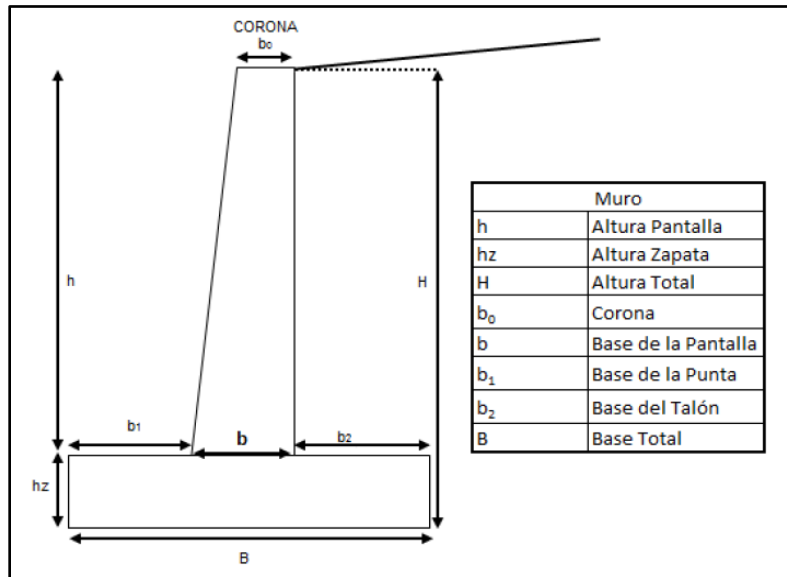 CORONA
b₀
h
H
b₁
b
b₂
hz
B
Muro
h Altura Pantalla
hz Altura Zapata
H Altura Total
b₀ Corona
b Base de la Pantalla
b₁ Base de la Punta
b₂ Base del Talón
B Base Total